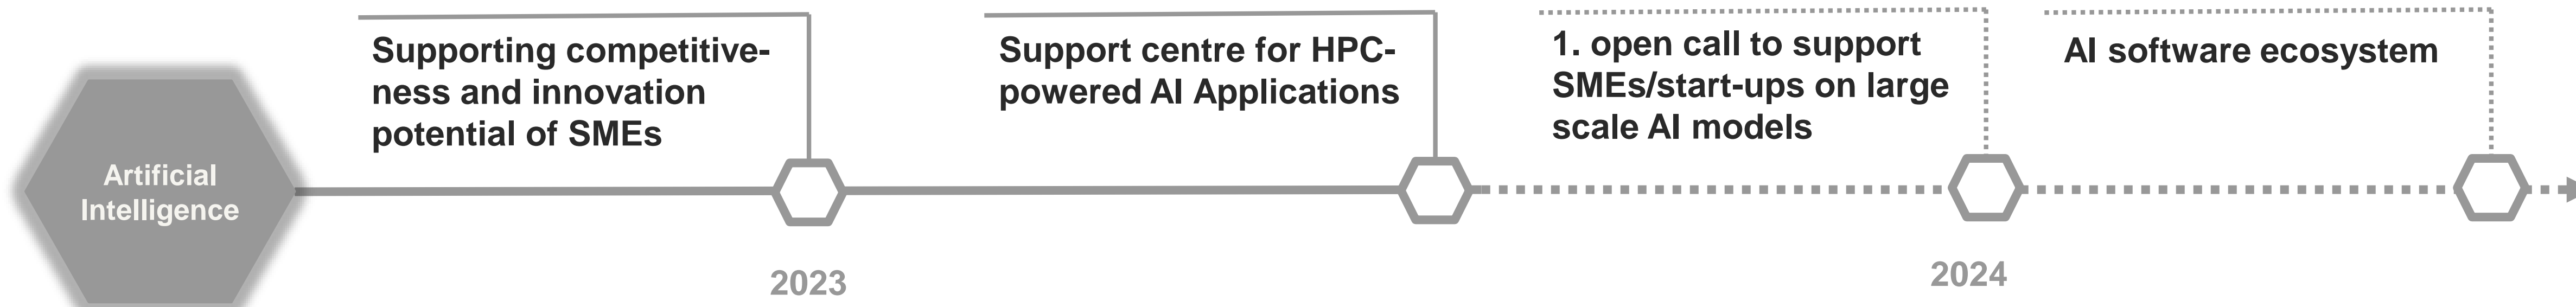 Artificial
Intelligence
Supporting competitive-
ness and innovation
potential of SMEs
2023
Support centre for HPC-
powered AI Applications
1. open call to support
SMEs/start-ups on large
scale AI models
2024
AI software ecosystem